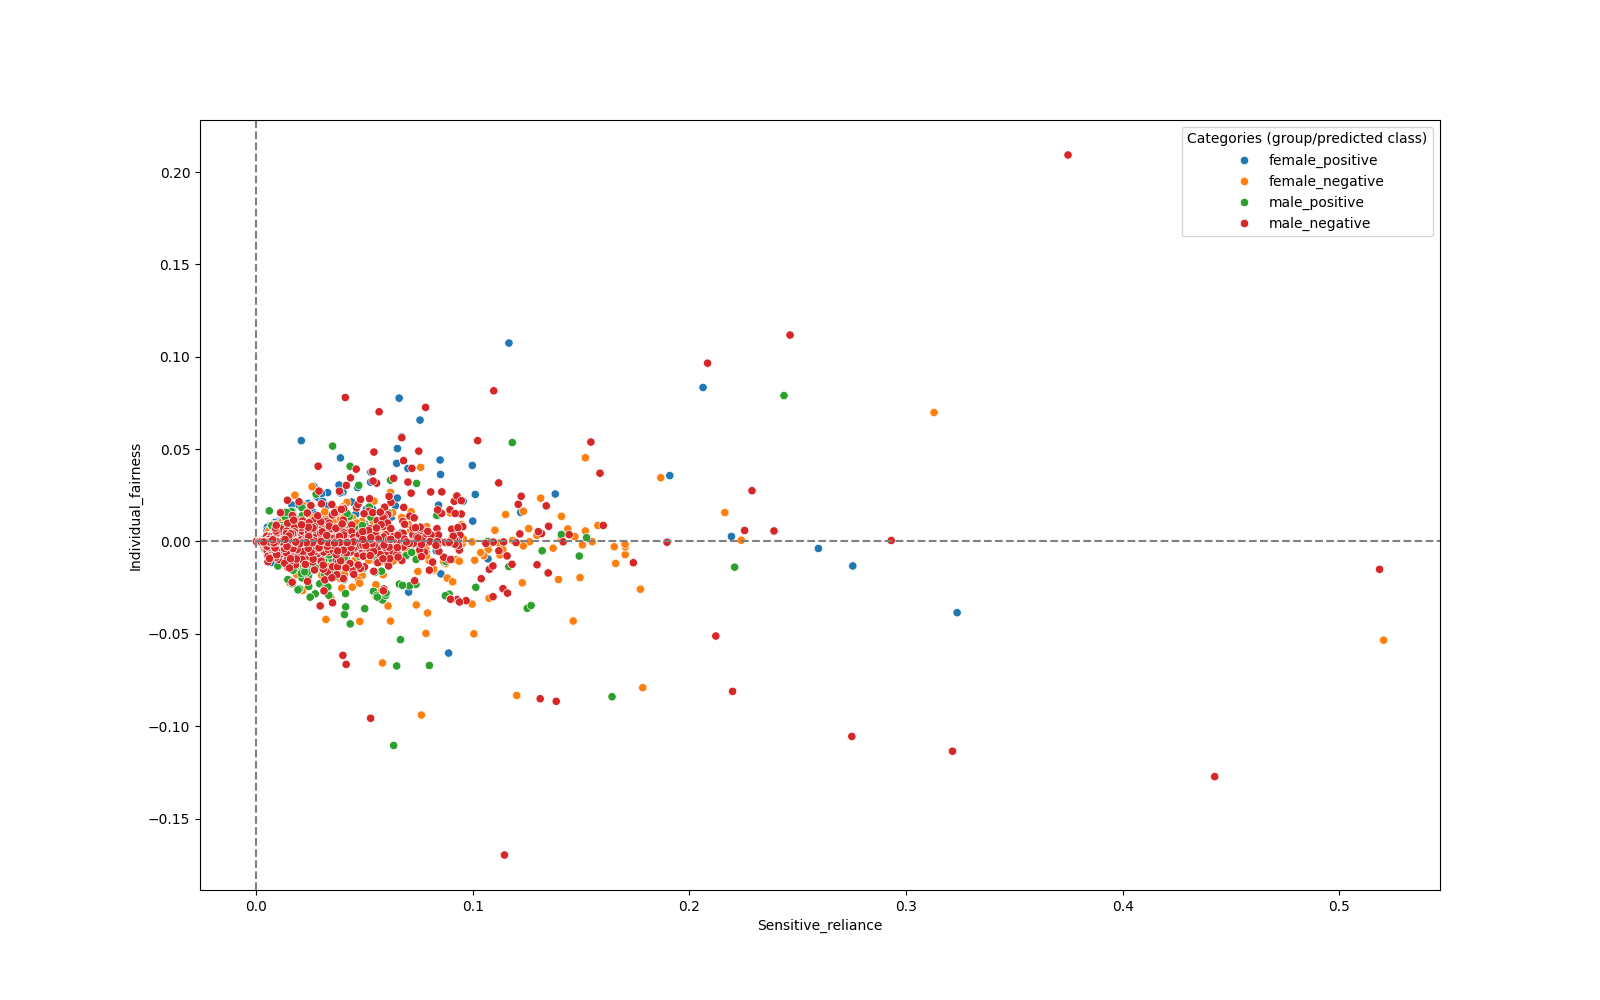 Categories (group/predicted class)
female_positive
female_negative
male_positive
male_negative
0.20
0.15
0.10
0.05
0.00
−0.05
−0.10
−0.15
Individual_fairness
0.0 0.1 0.2 0.3 0.4 0.5
Sensitive_reliance